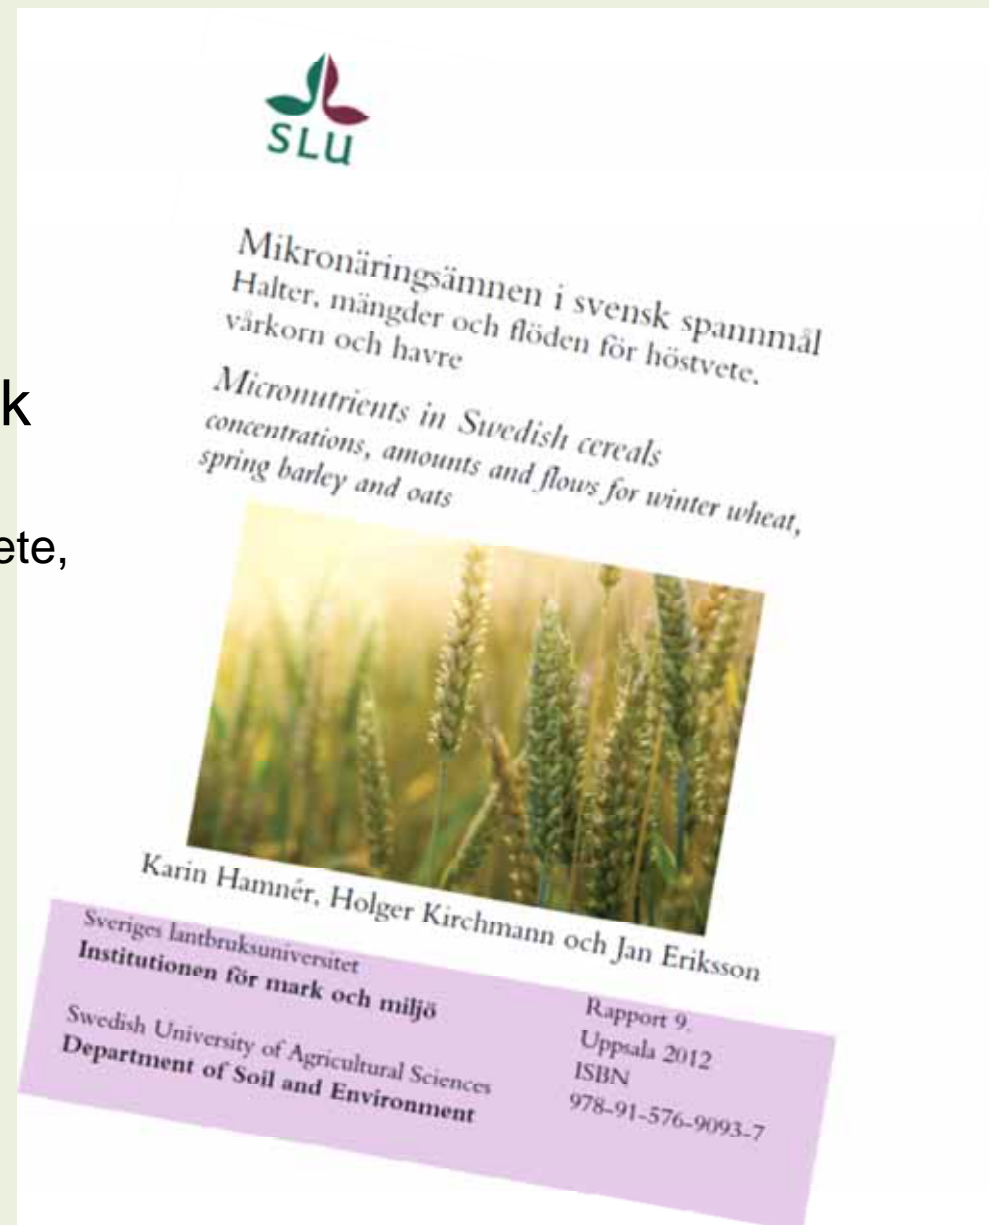 SLU
Mikronäringsämnen i svensk spannmål
Halter, mängder och flöden för höstvete,
vårkorn och havre
Micronutrients in Swedish cereals
concentrations, amounts and flows for winter wheat,
spring barley and oats
k
ete,
Karin Hamnér, Holger Kirchmann och Jan Eriksson
Sveriges lantbruksuniversitet
Institutionen för mark och miljö
Swedish University of Agricultural Sciences
Department of Soil and Environment
Rapport 9.
Uppsala 2012
ISBN
978-91-576-9093-7